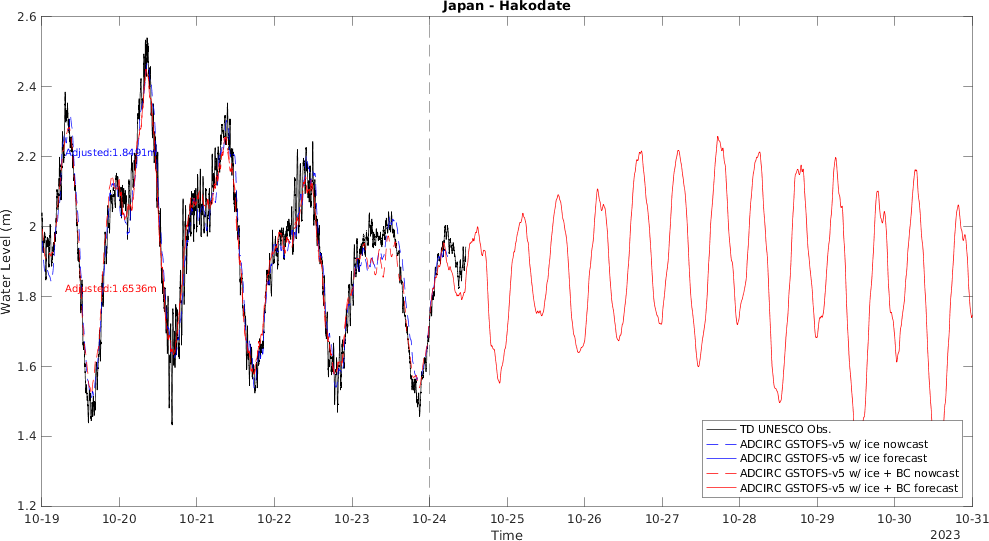 Japan - Hakodate
2.6
2.4
2.2
2
1.8
1.6
1.4
1.2
Water Level (m)
Adjusted:1.8491m
Adjusted:1.6536m
TD UNESCO Obs.
ADCIRC GSTOFS-v5 w/ ice nowcast
ADCIRC GSTOFS-v5 w/ ice forecast
ADCIRC GSTOFS-v5 w/ ice + BC nowcast
ADCIRC GSTOFS-v5 w/ ice + BC forecast
10-19 10-20 10-21 10-22 10-23 10-24 10-25 10-26 10-27 10-28 10-29 10-30 10-31
Time
2023